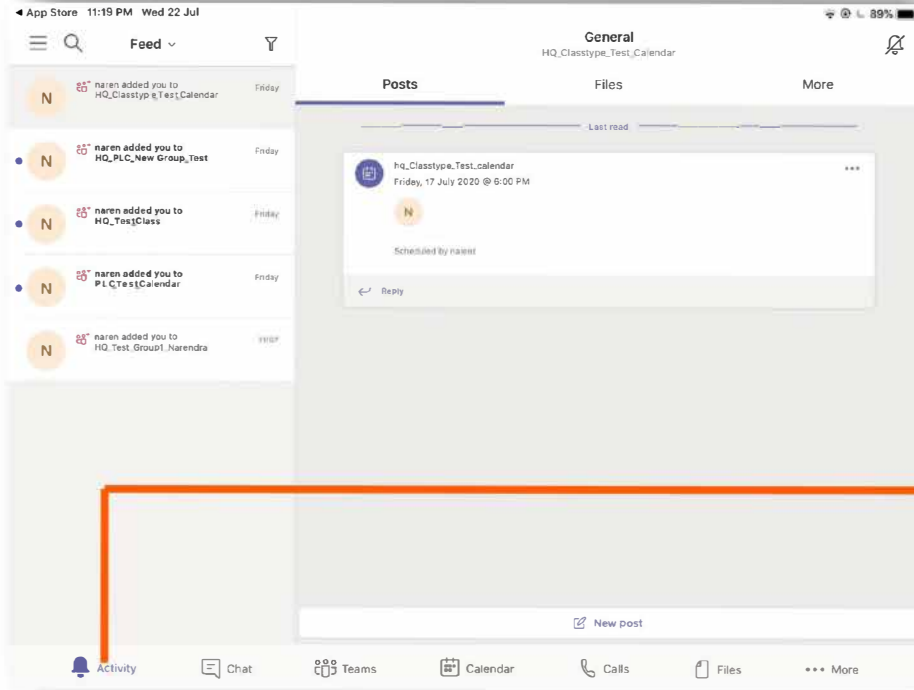 App Store 11:19 PM Wed 22 Jul
89%
Feed
N
naren added you to
HQ_Classtype_Test_Calendar
Friday
N
naren added you to
HQ_PLC_New Group_Test
Friday
N
naren added you to
HQ_TestClass
Friday
N
naren added you to
PLCTestCalendar
Friday
N
naren added you to
HQ_Test_Group1_Narendra
General
HQ_Classtype_Test_Calendar
Posts Files More
Last read
hq_Classtype_Test_calendar
Friday, 17 July 2020 @ 6:00 PM
N
Scheduled by
Reply
New post
Activity Chat Teams Calendar Calls Files More